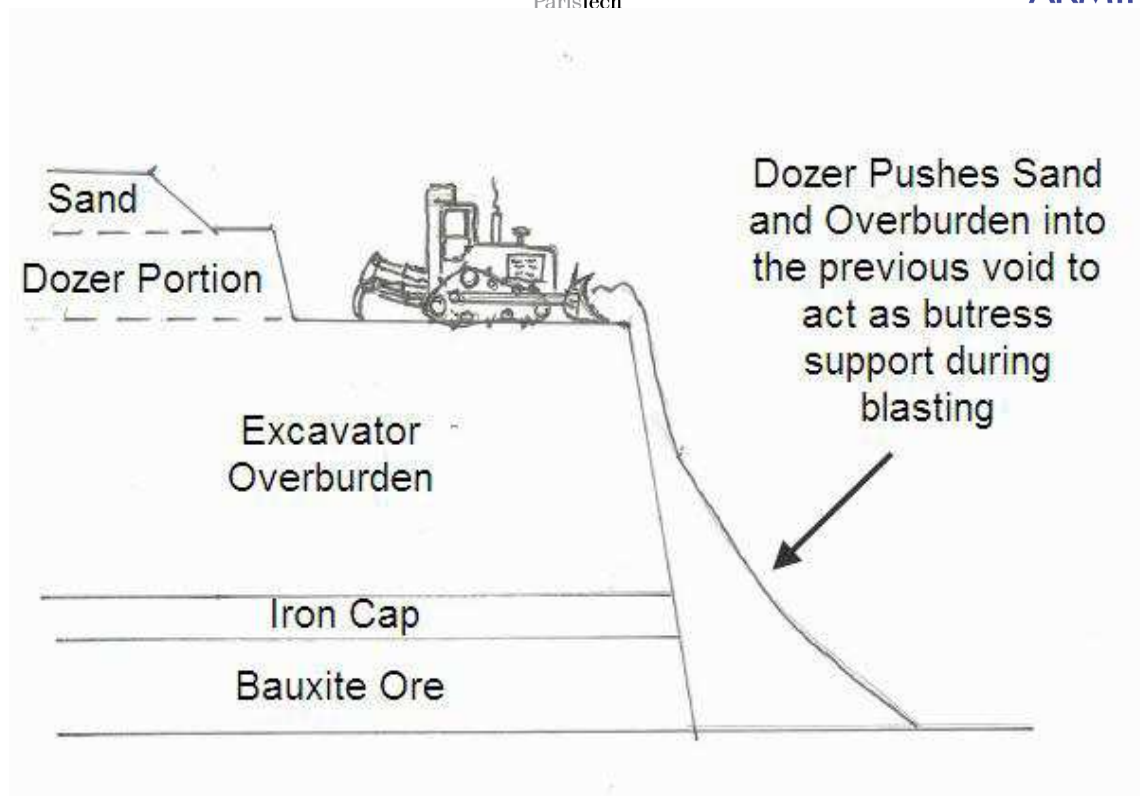 ParisTech
Sand
Dozer Portion
Dozer Pushes Sand
and Overburden into
the previous void to
act as butress
support during
blasting
Excavator
Overburden
Iron Cap
Bauxite Ore